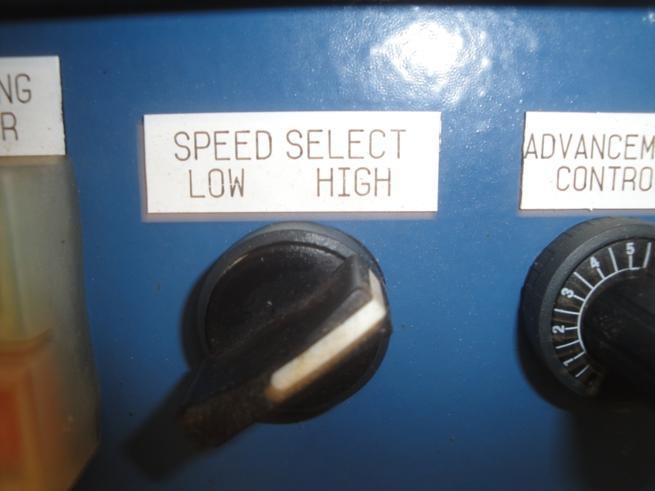 NG
R
SPEED SELECT
LOW HIGH
ADVANCEM
CONTRO
5
4
3
2
1